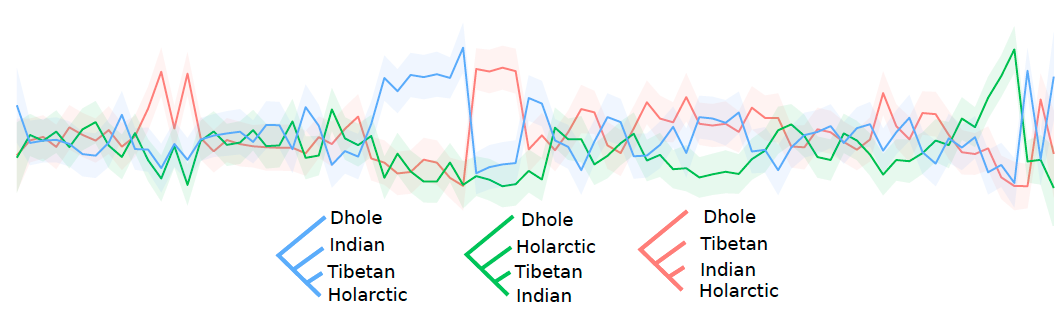 Dhole
Indian
Tibetan
Holarctic
Dhole
Holarctic
Tibetan
Indian
Dhole
Tibetan
Indian
Holarctic